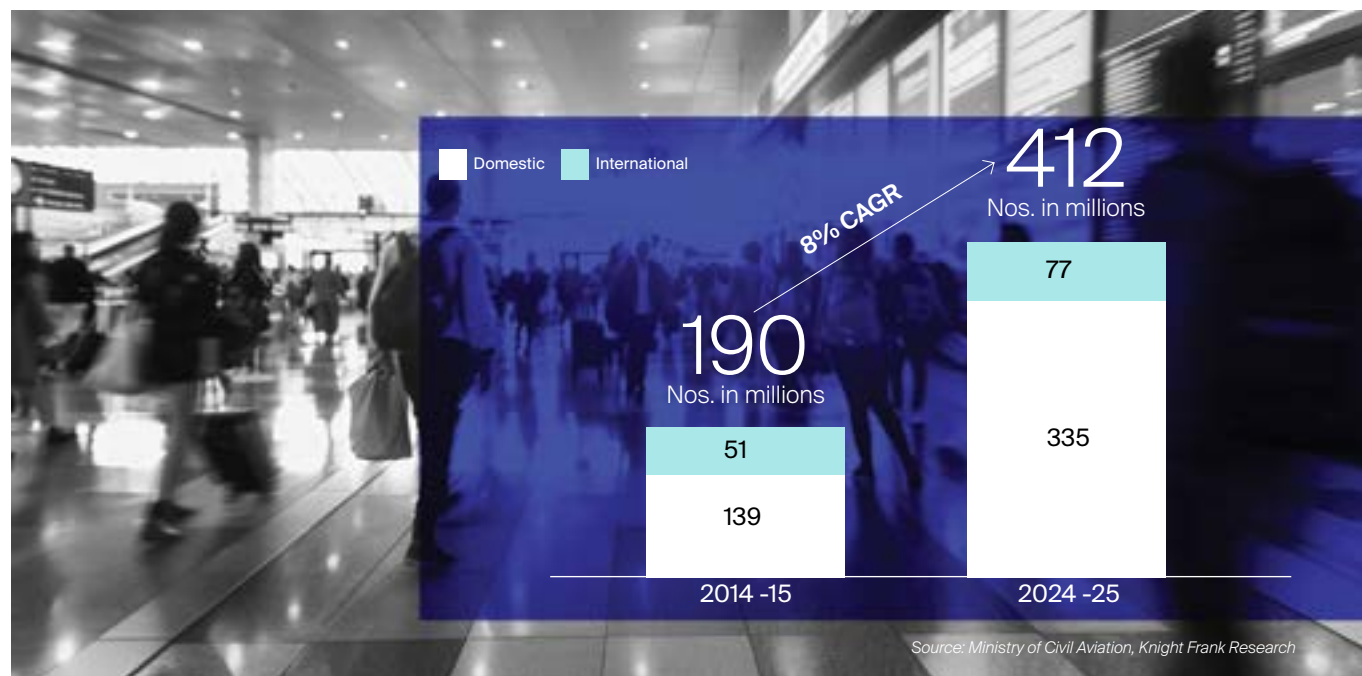 Domestic
International
412
Nos. in millions
8% CAGR
77
190
Nos. in millions
335
51
139
2014 -15
2024 -25
Source: Ministry of Civil Aviation, Knight Frank Research